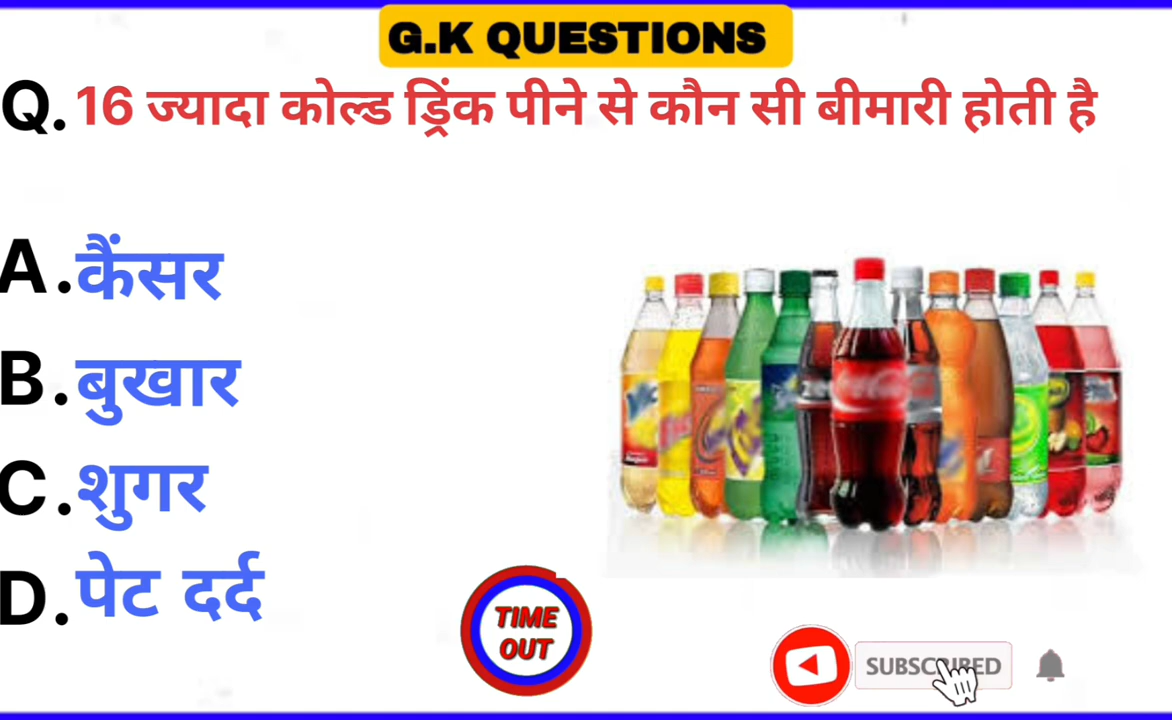 G.K QUESTIONS
Q. 16 ज्यादा कोल्ड ड्रिंक पीने से कौन सी बीमारी होती है
A. कैंसर
B. बुखार
C. शुगर
D. पेट दर्द
TIME
OUT
SUBSCRIBED